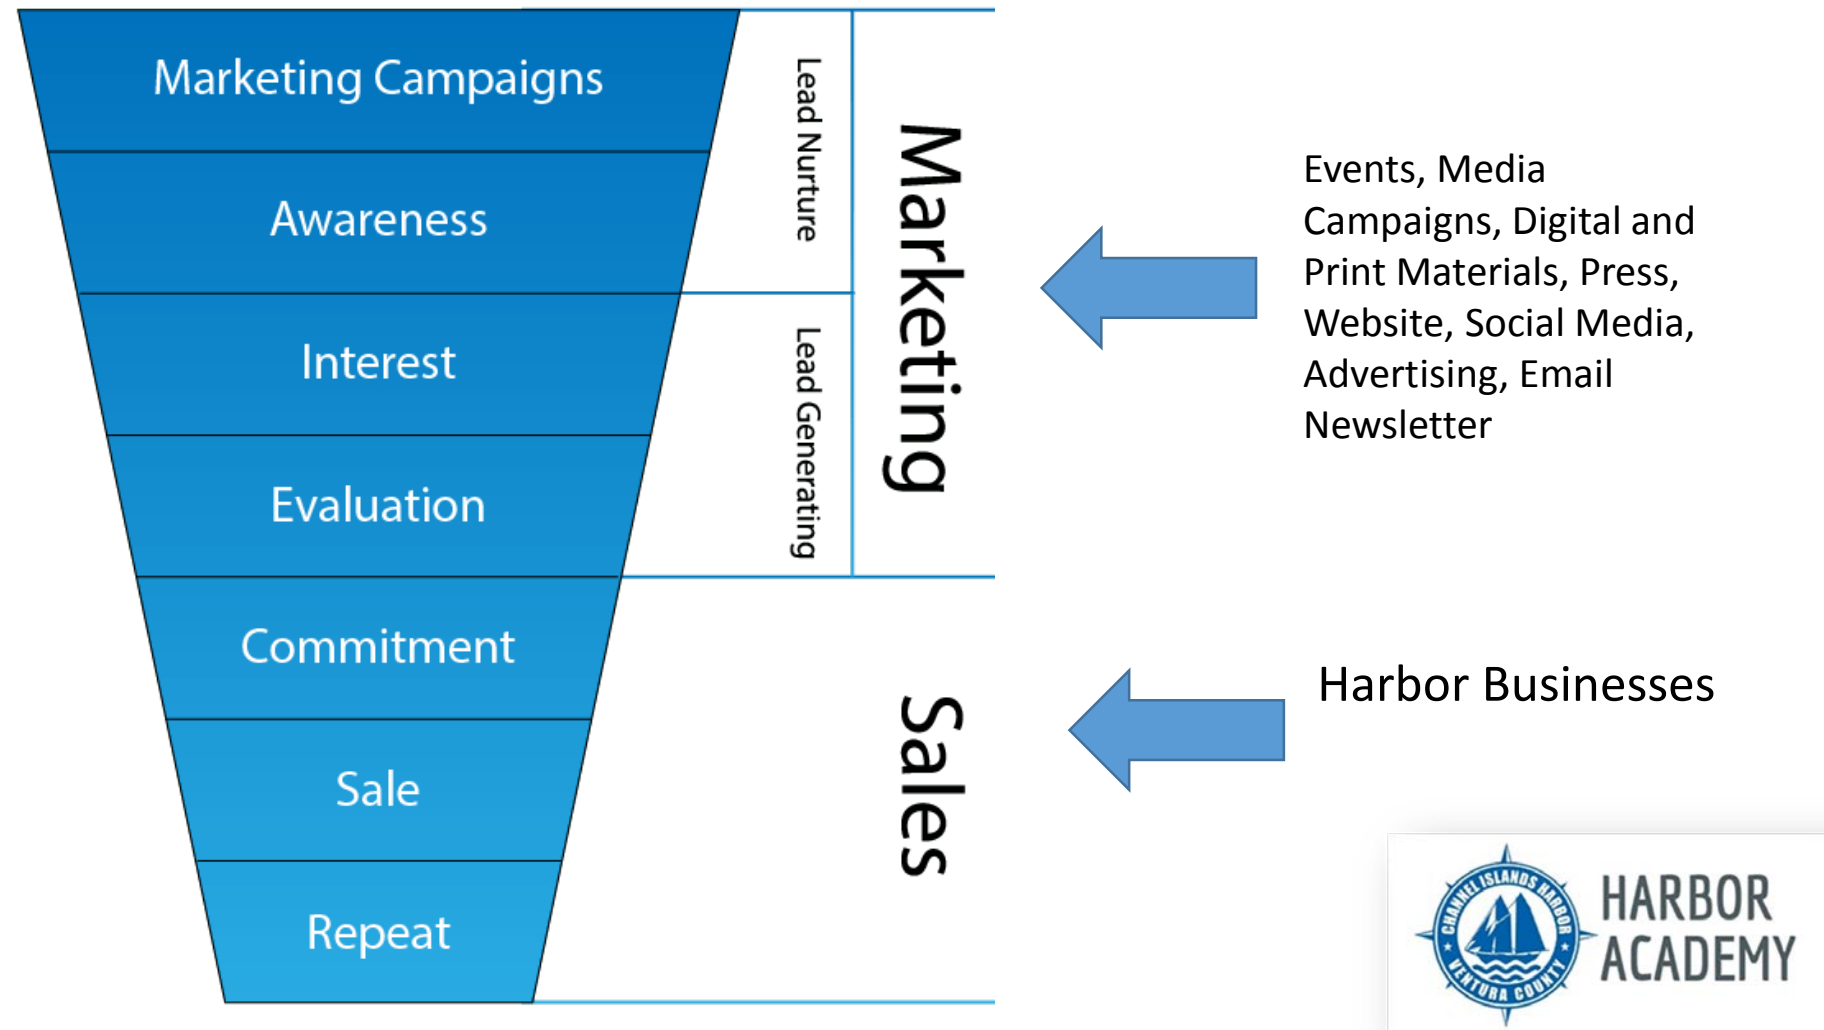 Marketing Campaigns
Awareness
Interest
Evaluation
Commitment
Sale
Repeat
Lead Nurture
Lead Generating
Marketing
Sales
Events, Media
Campaigns, Digital and
Print Materials, Press,
Website, Social Media,
Advertising, Email
Newsletter
Harbor Businesses
CHANNEL ISLANDS HARBOR
VENTURA COUNTY
HARBOR
ACADEMY